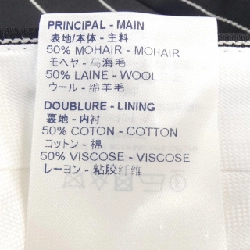 PRINCIPAL - MAIN
表地/本体 - 主料
50% MOHAIR - MOHAIR
モヘヤ - 马海毛
50% LAINE - WOOL
ウール - 绵羊毛
DOUBLURE - LINING
裏地 - 内衬
50% COTON - COTTON
コットン - 棉
50% VISCOSE - VISCOSE
レーヨン - 粘胶纤维